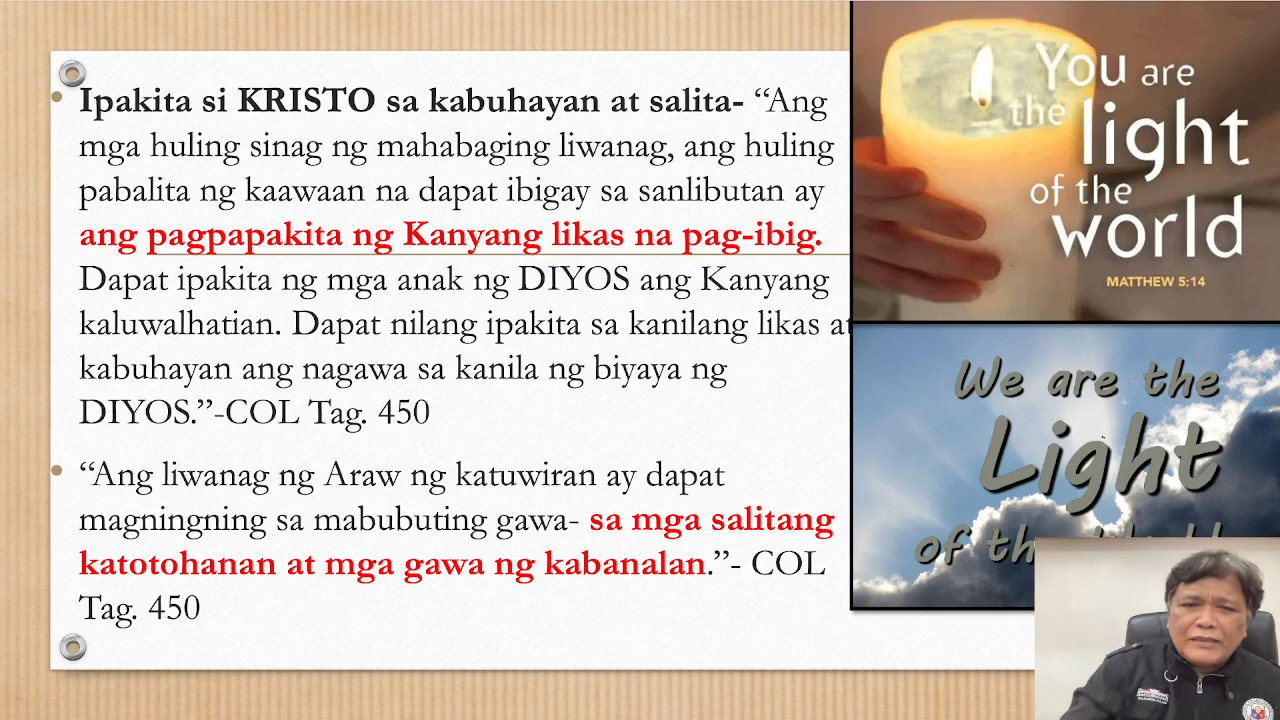 Ipakita si KRISTO sa kabuhayan at salita- “Ang
mga huling sinag ng mahabaging liwanag, ang huling
pabalita ng kaawaan na dapat ibigay sa sanlibutan ay
ang pagpapakita ng Kanyang likas na pag-ibig.
Dapat ipakita ng mga anak ng DIYOS ang Kanyang
kaluwalhatian. Dapat nilang ipakita sa kanilang likas at
kabuhayan ang nagawa sa kanila ng biyaya ng
DIYOS.”-COL Tag. 450
“Ang liwanag ng Araw ng katuwiran ay dapat
magningning sa mabubuting gawa- sa mga salitang
katotohanan at mga gawa ng kabanalan.”- COL
Tag. 450
You are
the light
of the
world
MATTHEW 5:14
We are the
Light
of